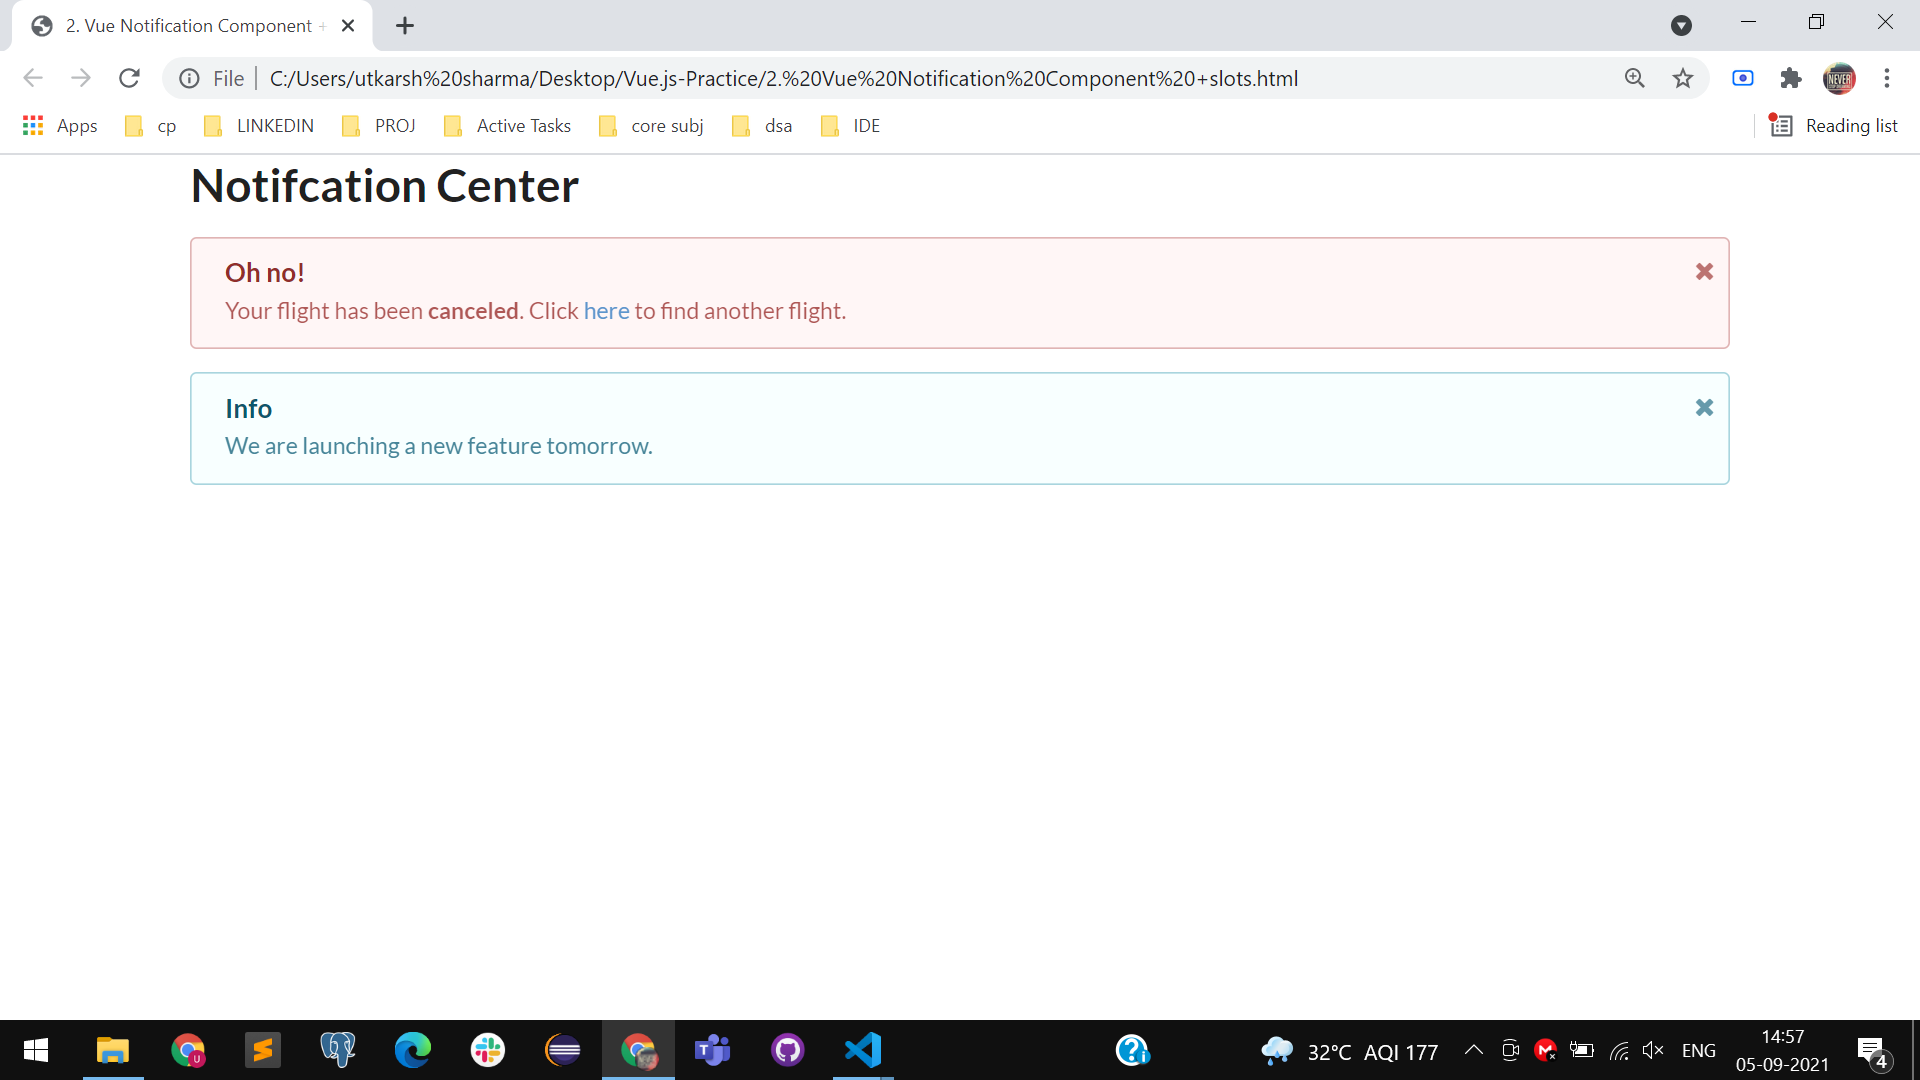 2. Vue Notification Component +
File
C:/Users/utkarsh%20sharma/Desktop/Vue.js-Practice/2.%20Vue%20Notification%20Component%20+slots.html
NEVER
Apps cp LINKEDIN PROJ Active Tasks core subj dsa IDE Reading list
Notifcation Center
Oh no!
Your flight has been canceled. Click here to find another flight.
Info
We are launching a new feature tomorrow.
U
32°C AQI 177 ENG 14:57
05-09-2021
4